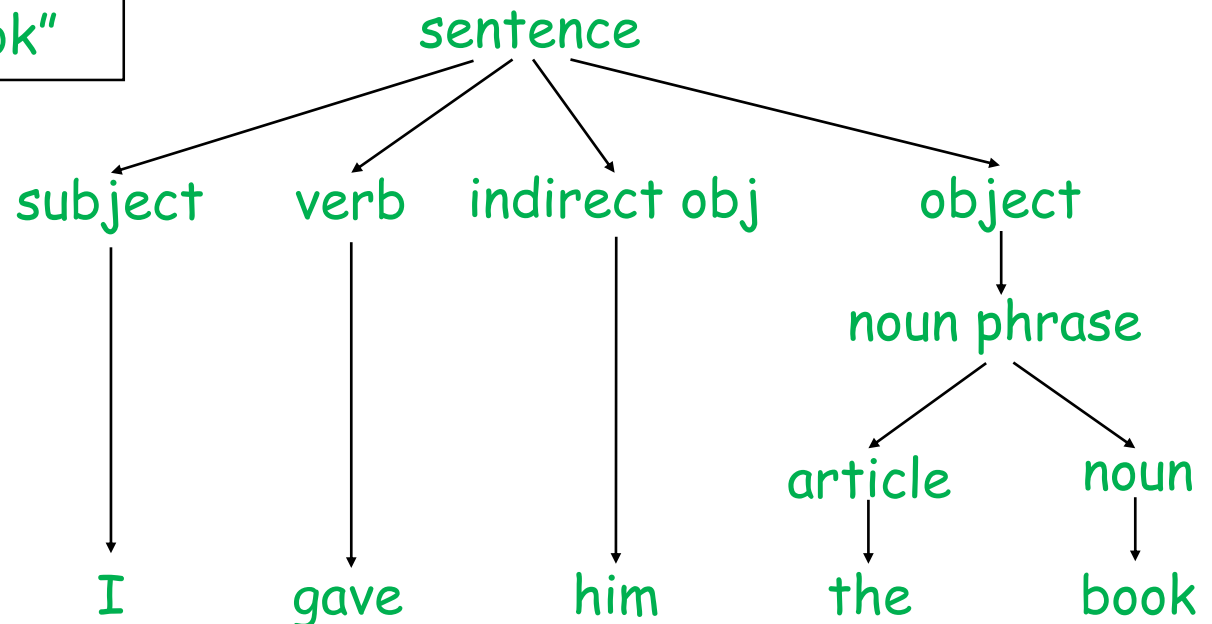 ok"
sentence
subject verb indirect obj object
noun phrase
article noun
I gave him the book